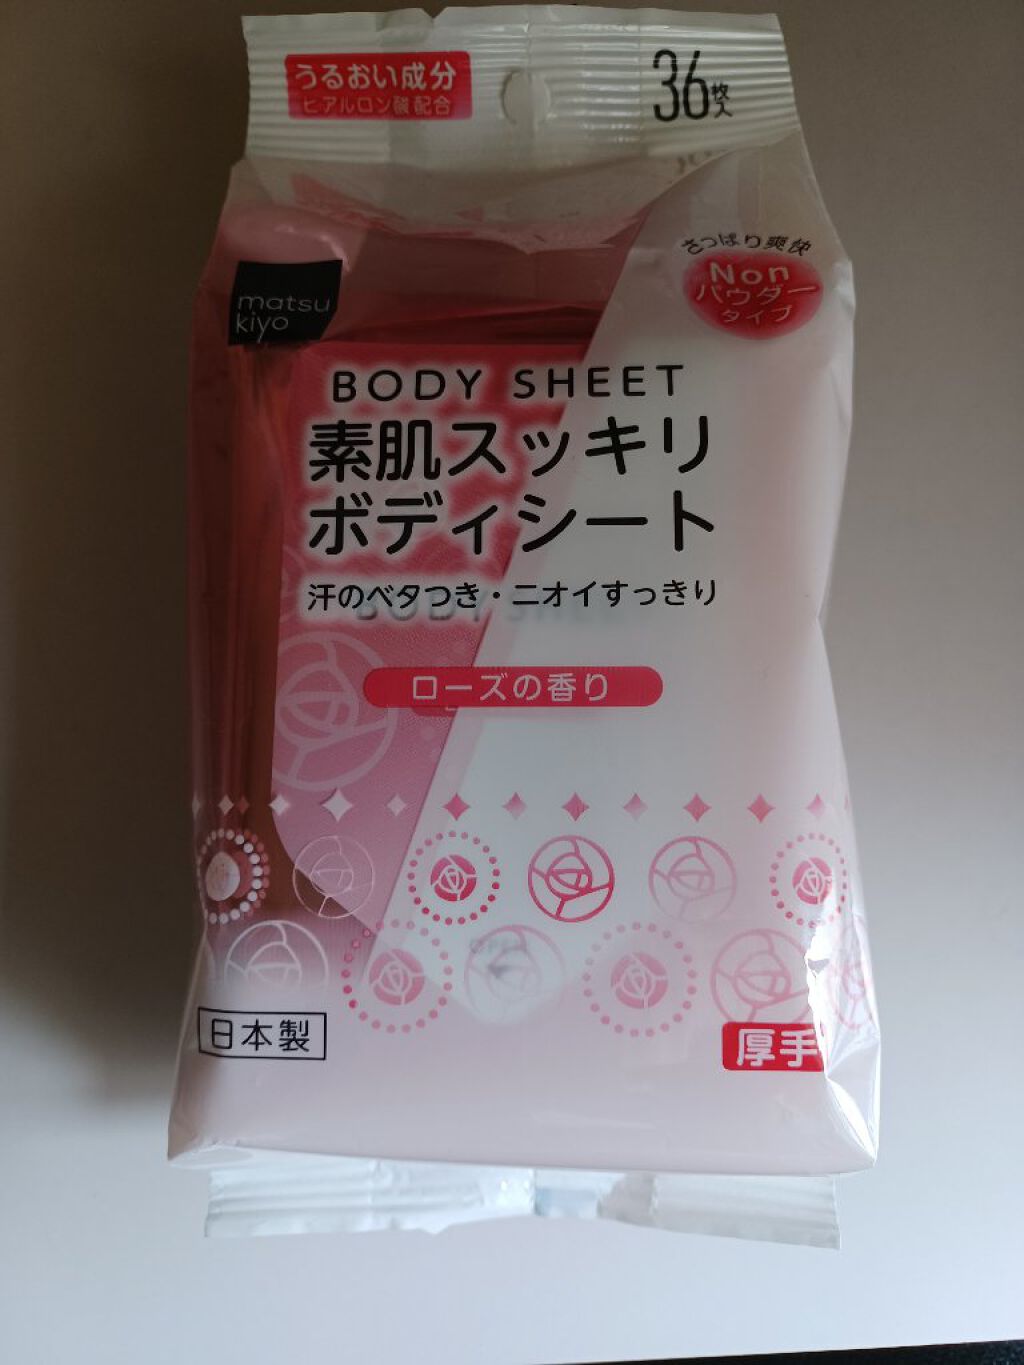 うるおい成分
ヒアルロン酸配合
36枚入
さっぱり爽快
Non
パウダー
タイプ
matsu
kiyo
BODY SHEET
素肌スッキリ
ボディシート
汗のベタつき・ニオイすっきり
ローズの香り
OPEN
日本製
厚手